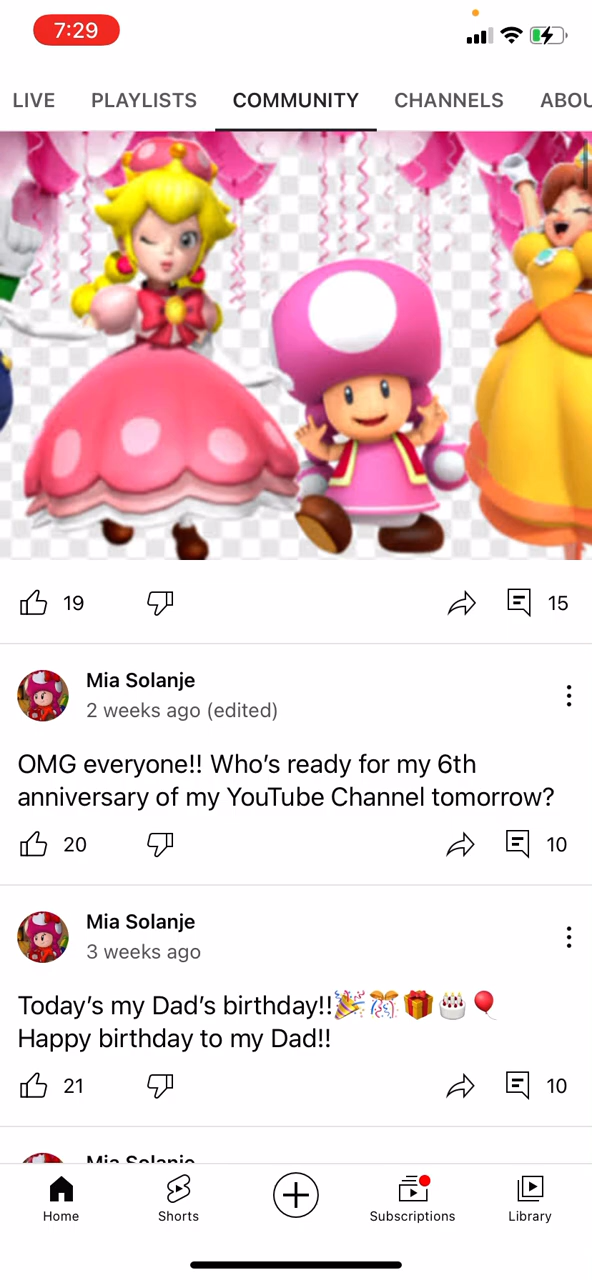 7:29
LIVE PLAYLISTS COMMUNITY CHANNELS ABOU
19 15
Mia Solanje
2 weeks ago (edited)
OMG everyone!! Who's ready for my 6th
anniversary of my YouTube Channel tomorrow?
20 10
Mia Solanje
3 weeks ago
Today's my Dad's birthday!!🎉🎊🎁🎂🎈
Happy birthday to my Dad!!
21 10
Mia Solanje
Home Shorts Subscriptions Library